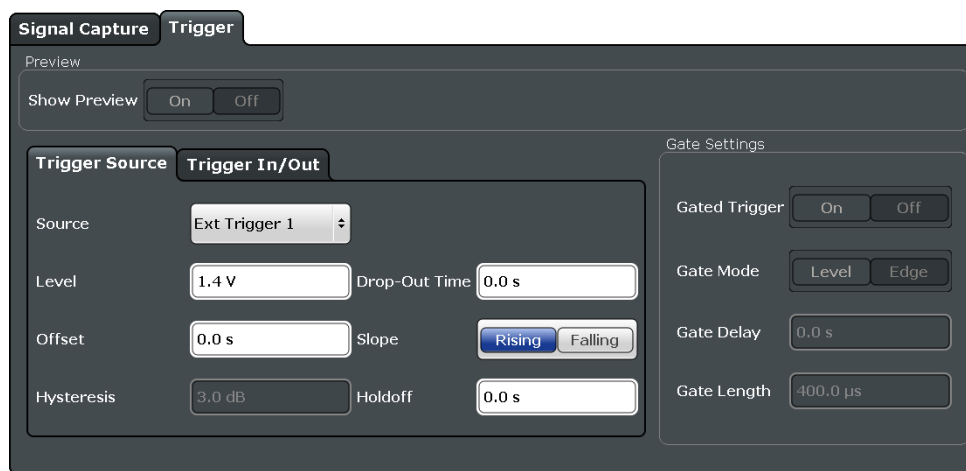 Signal Capture Trigger
Preview
Show Preview On Off
Trigger Source Trigger In/Out
Source Ext Trigger 1
Level 1.4 V Drop-Out Time 0.0 s
Offset 0.0 s Slope Rising Falling
Hysteresis 3.0 dB Holdoff 0.0 s
Gate Settings
Gated Trigger On Off
Gate Mode Level Edge
Gate Delay 0.0 s
Gate Length 400.0 µs